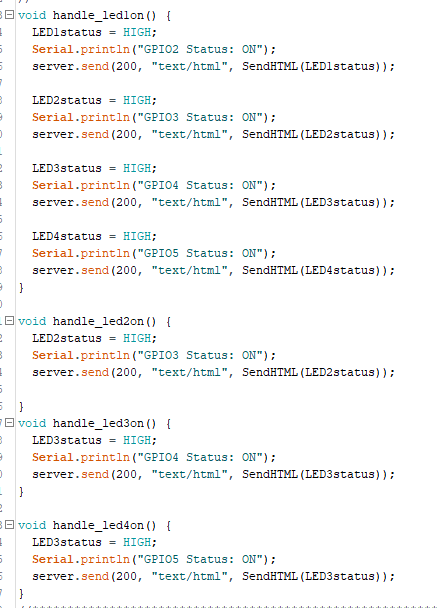 void handle_led1on() {
LED1status = HIGH;
Serial.println("GPIO2 Status: ON");
server.send(200, "text/html", SendHTML(LED1status));
LED2status = HIGH;
Serial.println("GPIO3 Status: ON");
server.send(200, "text/html", SendHTML(LED2status));
LED3status = HIGH;
Serial.println("GPIO4 Status: ON");
server.send(200, "text/html", SendHTML(LED3status));
LED4status = HIGH;
Serial.println("GPIO5 Status: ON");
server.send(200, "text/html", SendHTML(LED4status));
}
void handle_led2on() {
LED2status = HIGH;
Serial.println("GPIO3 Status: ON");
server.send(200, "text/html", SendHTML(LED2status));
}
void handle_led3on() {
LED3status = HIGH;
Serial.println("GPIO4 Status: ON");
server.send(200, "text/html", SendHTML(LED3status));
}
void handle_led4on() {
LED3status = HIGH;
Serial.println("GPIO5 Status: ON");
server.send(200, "text/html", SendHTML(LED3status));
}